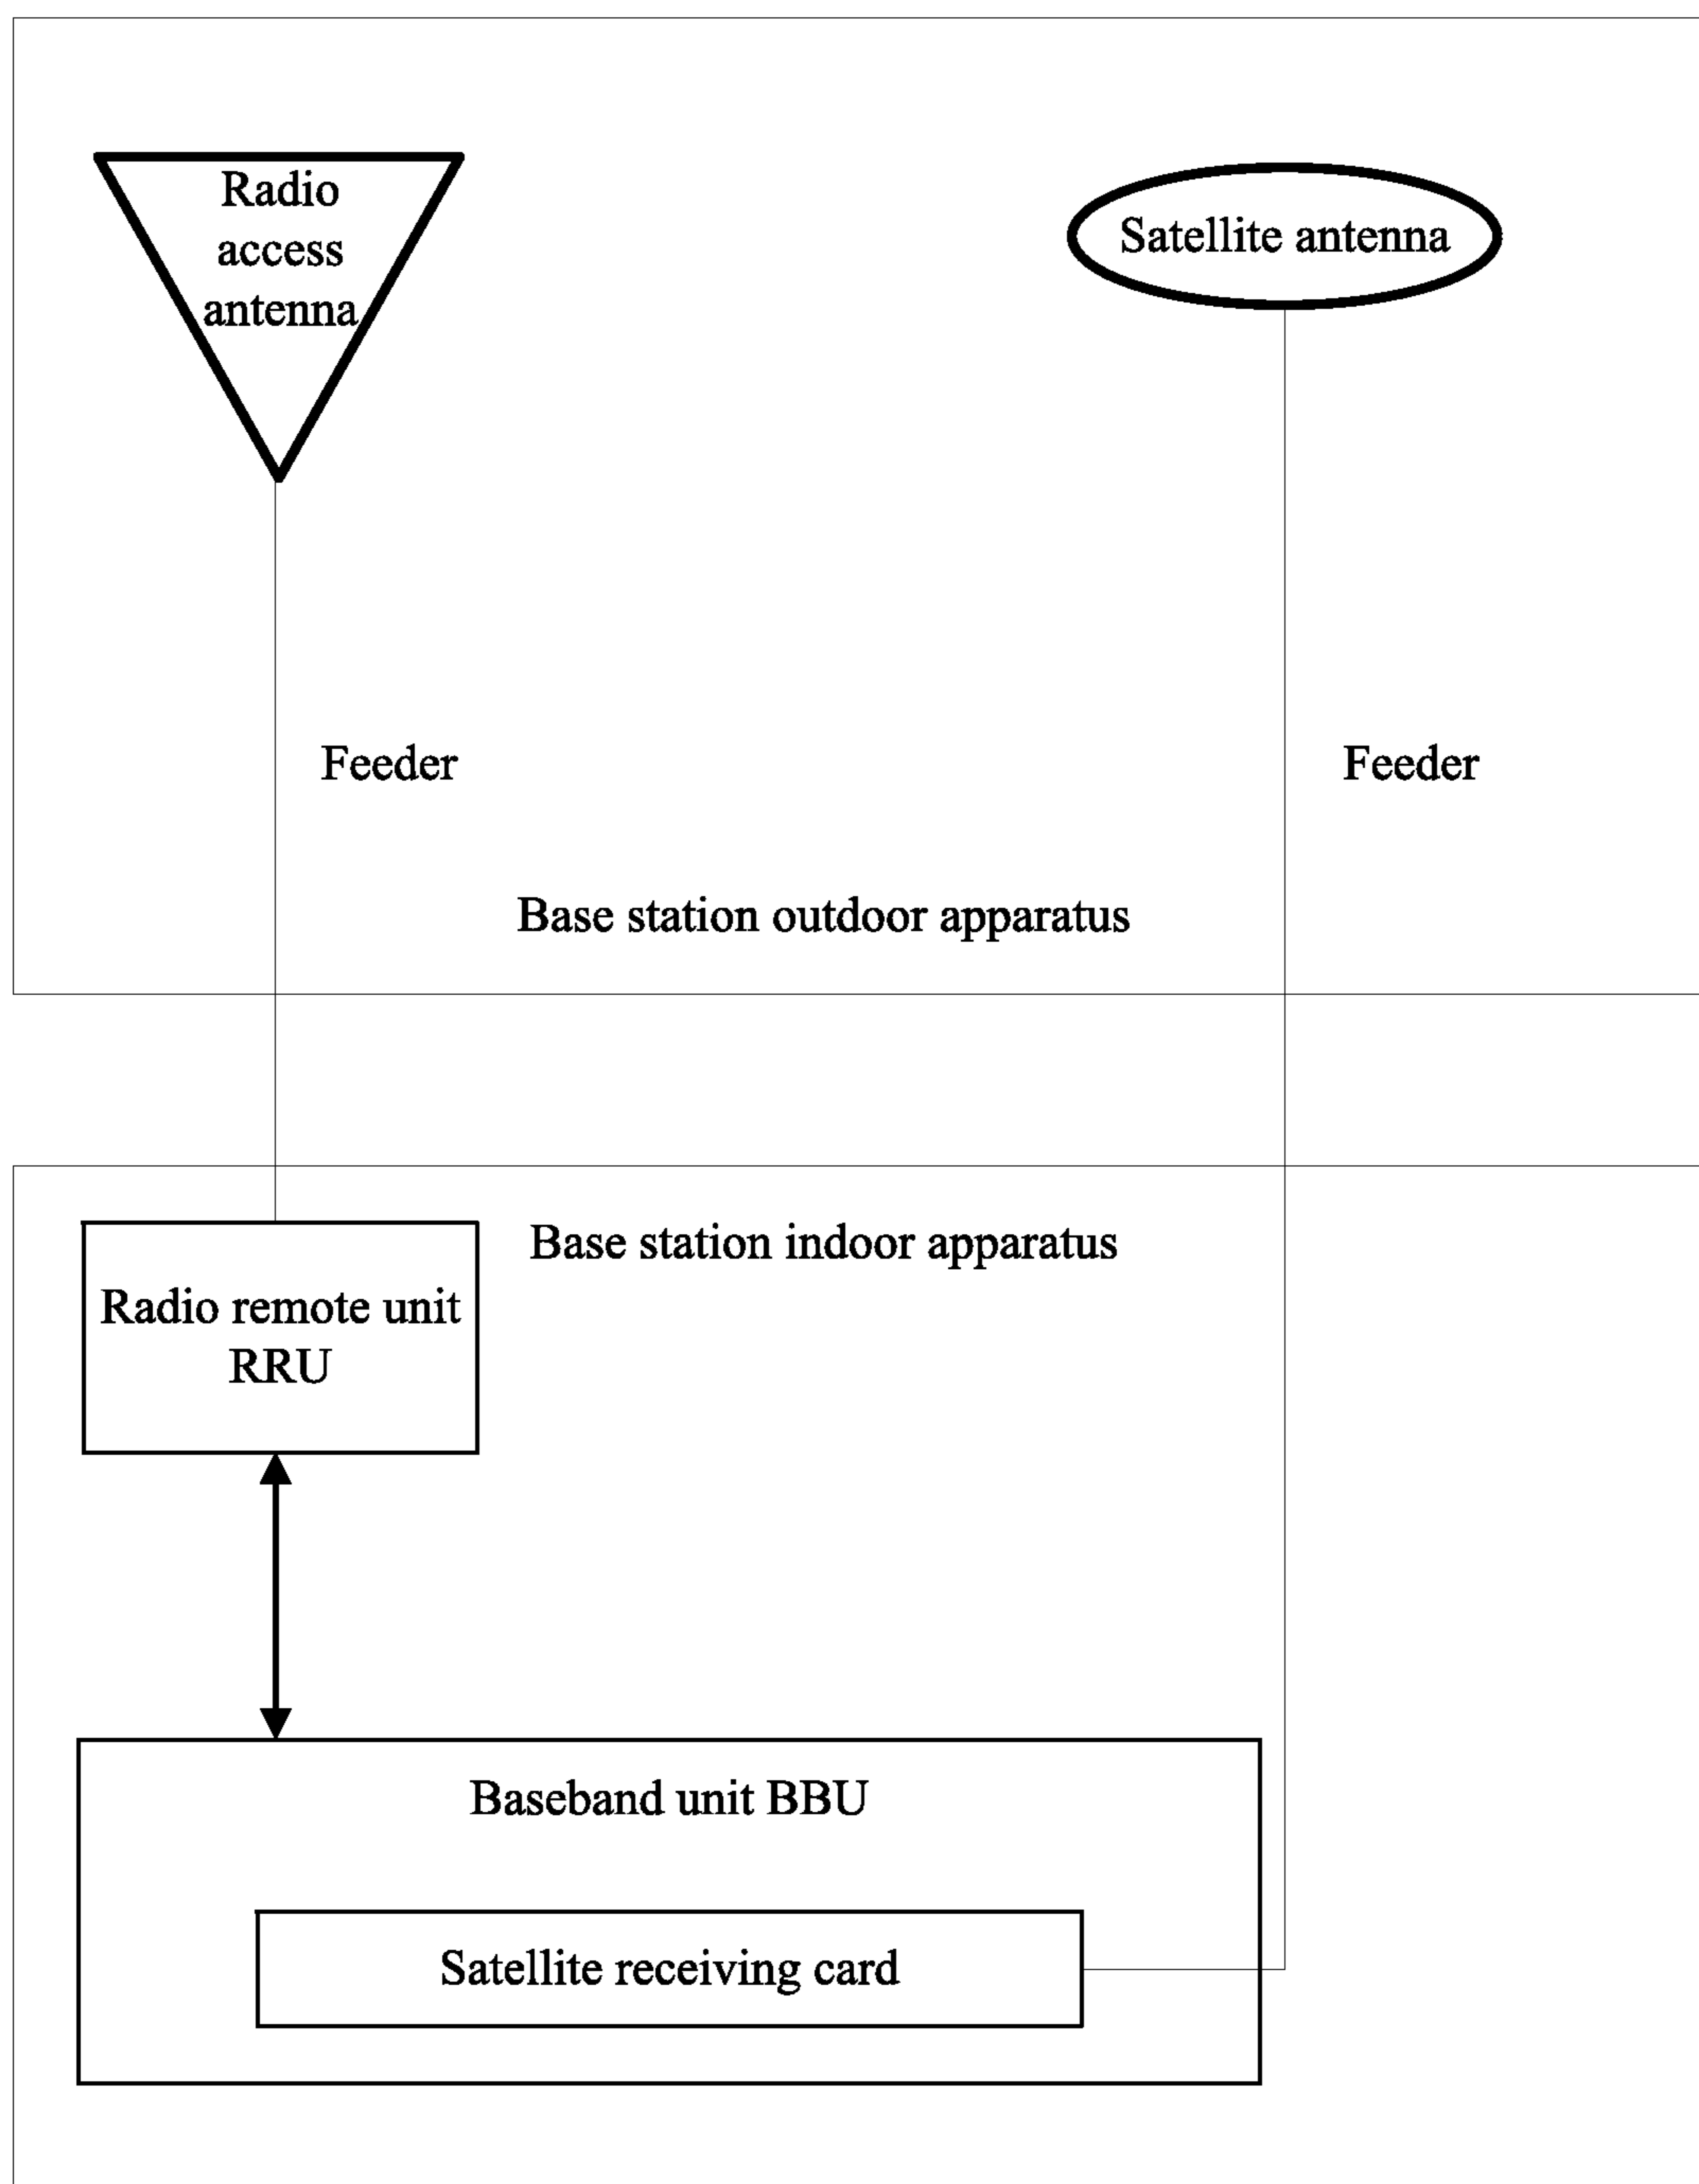 Radio
access
antenna
Satellite antenna
Feeder
Feeder
Base station outdoor apparatus
Base station indoor apparatus
Radio remote unit
RRU
Baseband unit BBU
Satellite receiving card